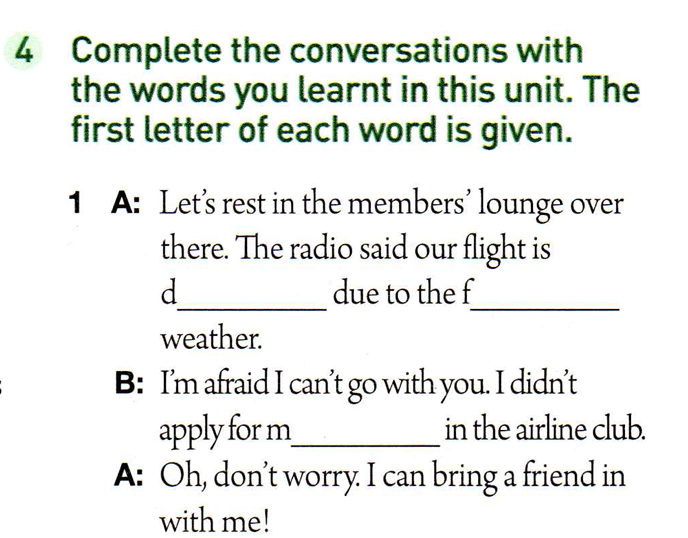 4 Complete the conversations with
the words you learnt in this unit. The
first letter of each word is given.
1 A: Let's rest in the members' lounge over
there. The radio said our flight is
d__________ due to the f__________
weather.
B: I'm afraid I can't go with you. I didn't
apply for m__________ in the airline club.
A: Oh, don't worry. I can bring a friend in
with me!